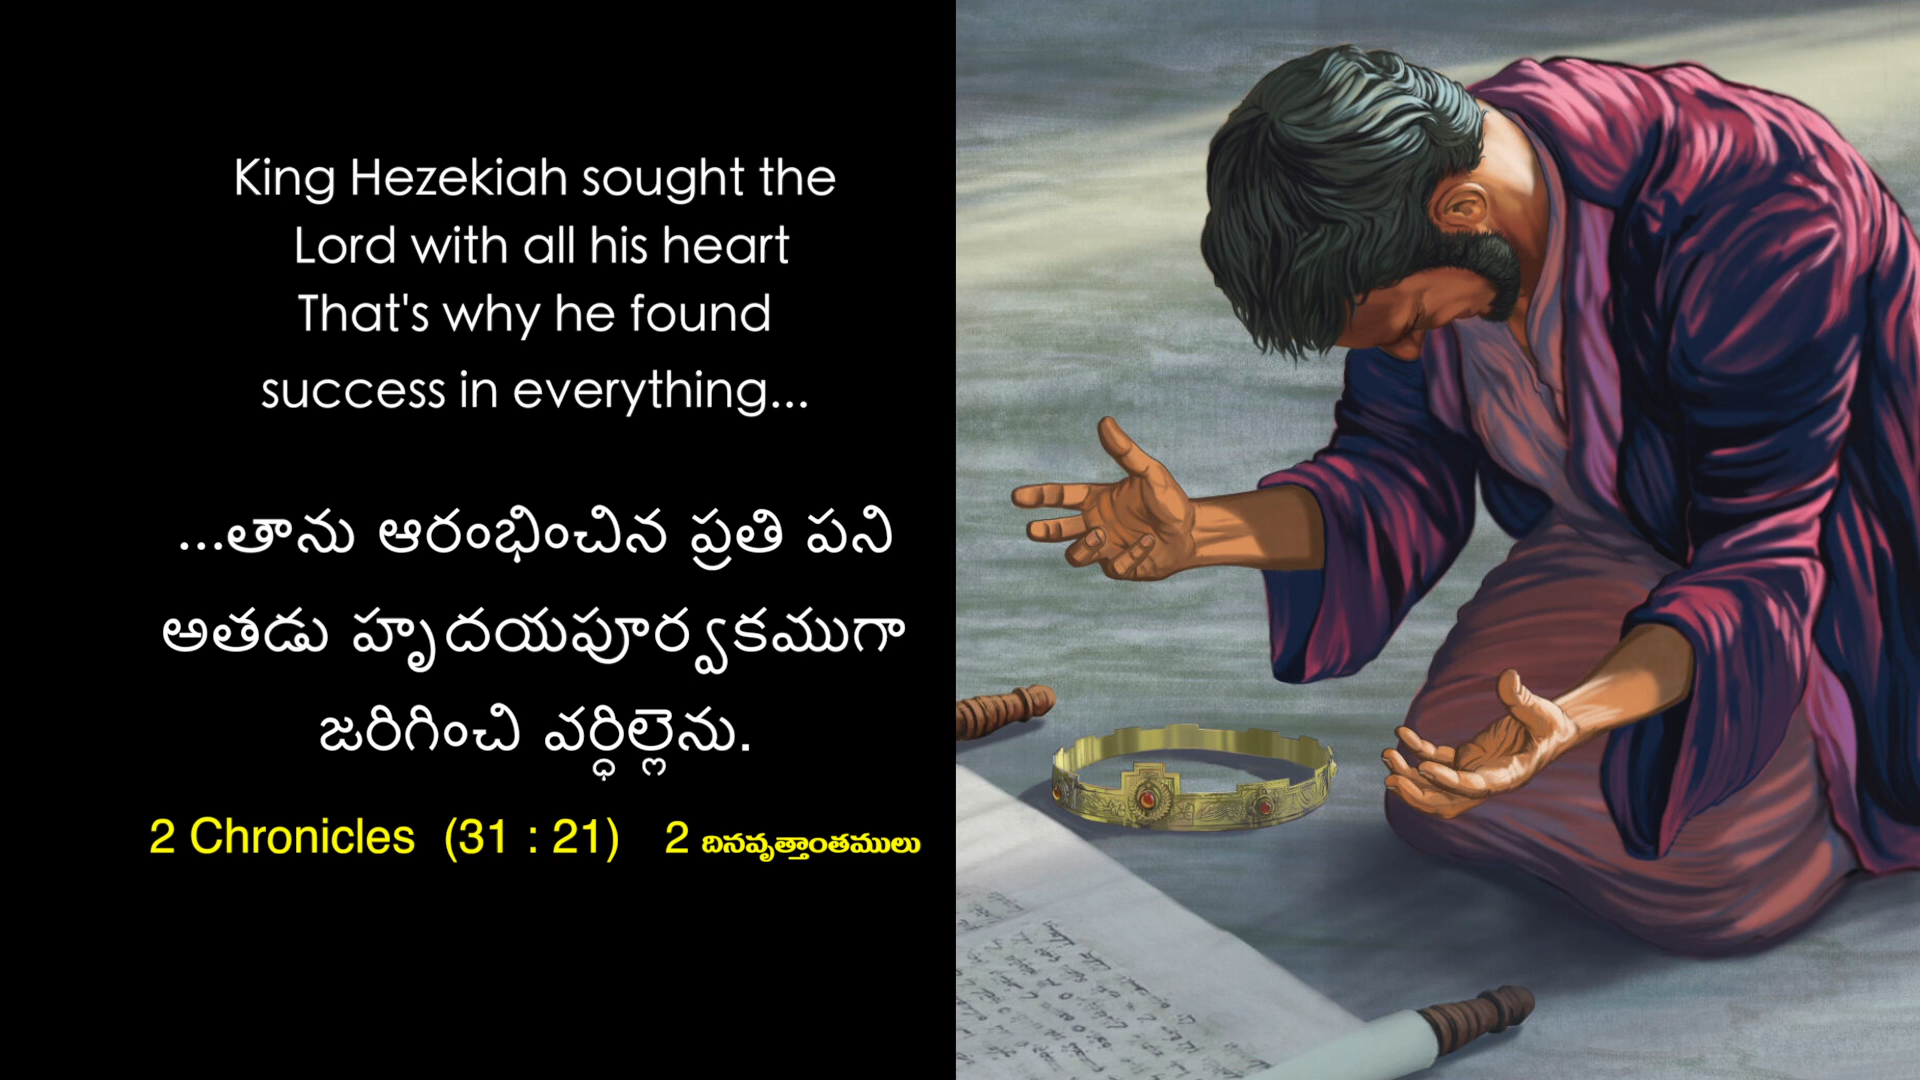 King Hezekiah sought the
Lord with all his heart
That's why he found
success in everything...
...తాను ఆరంభించిన ప్రతి పని
అతడు హృదయపూర్వకముగా
జరిగించి వర్ధిల్లెను.
2 Chronicles (31 : 21) 2 దినవృత్తాంతములు